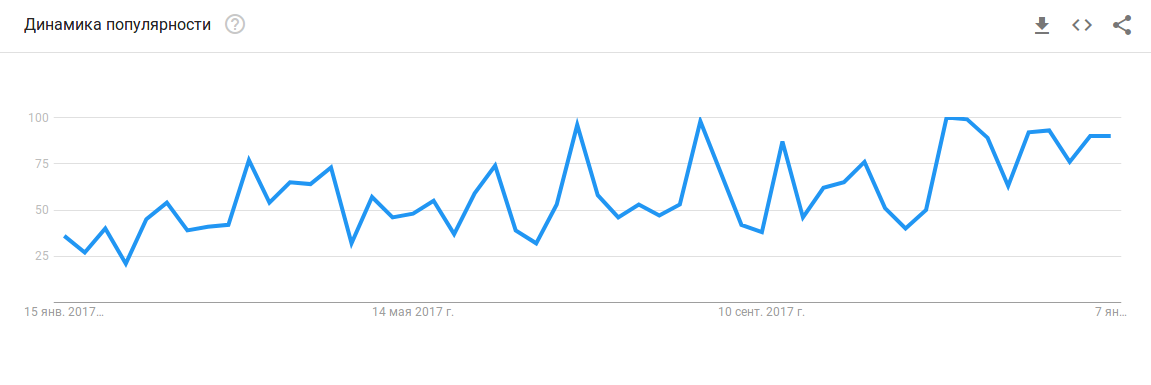 Динамика популярности ?
100
75
50
25
15 янв. 2017…
14 мая 2017 г.
10 сент. 2017 г.
7 ян…